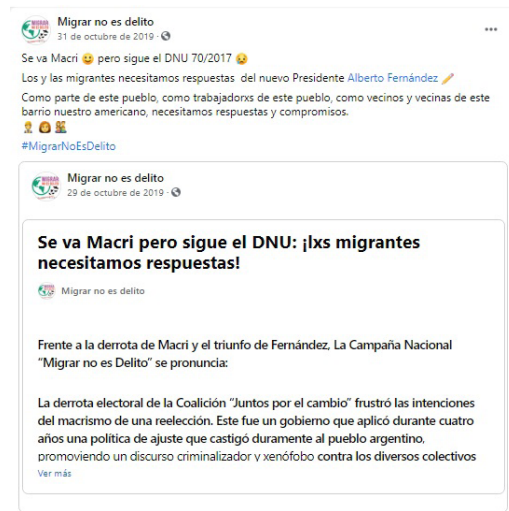 Migrar no es delito
31 de octubre de 2019 ·
Se va Macri 😃 pero sigue el DNU 70/2017 😢
Los y las migrantes necesitamos respuestas del nuevo Presidente Alberto Fernández
Como parte de este pueblo, como trabajadorxs de este pueblo, como vecinos y vecinas de este
barrio nuestro americano, necesitamos respuestas y compromisos.
#MigrarNoEsDelito
Migrar no es delito
29 de octubre de 2019 ·
Se va Macri pero sigue el DNU: ¡lxs migrantes
necesitamos respuestas!
Migrar no es delito
Frente a la derrota de Macri y el triunfo de Fernández, La Campaña Nacional
“Migrar no es Delito” se pronuncia:
La derrota electoral de la Coalición “Juntos por el cambio” frustró las intenciones
del macrismo de una reelección. Este fue un gobierno que aplicó durante cuatro
años una política de ajuste que castigó duramente al pueblo argentino,
promoviendo un discurso criminalizador y xenófobo contra los diversos colectivos
Ver más